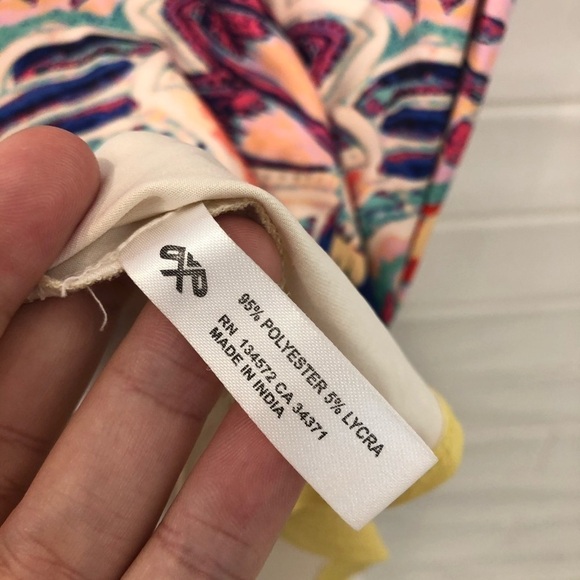 95% POLYESTER 5% LYCRA
RN 134572 CA 34371
MADE IN INDIA